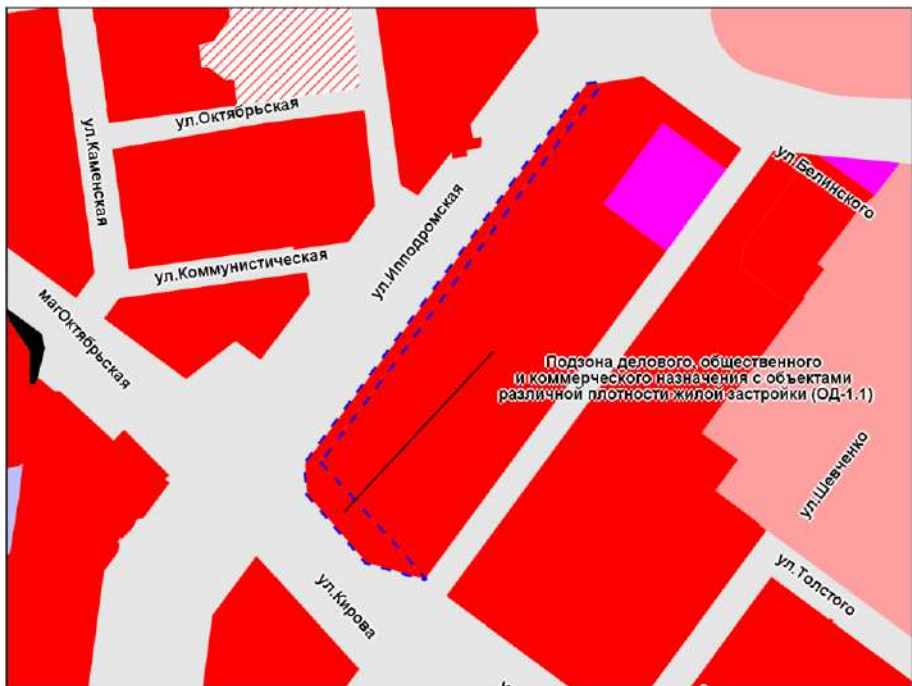 ул.Октябрьская
ул.Каменская
ул.Белинского
ул.Ипподромская
ул.Коммунистическая
магОктябрьская
Подзона делового, общественного
и коммерческого назначения с объектами
различной плотности жилой застройки (ОД-1.1)
ул.Шевченко
ул.Толстого
ул.Кирова